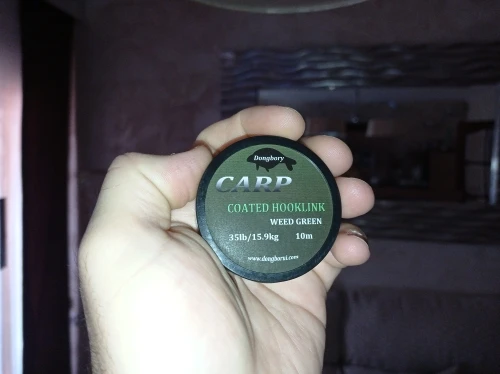 Dongbory
CARP
COATED HOOKLINK
WEED GREEN
35lb/15.9kg 10m
www.dongborui.com